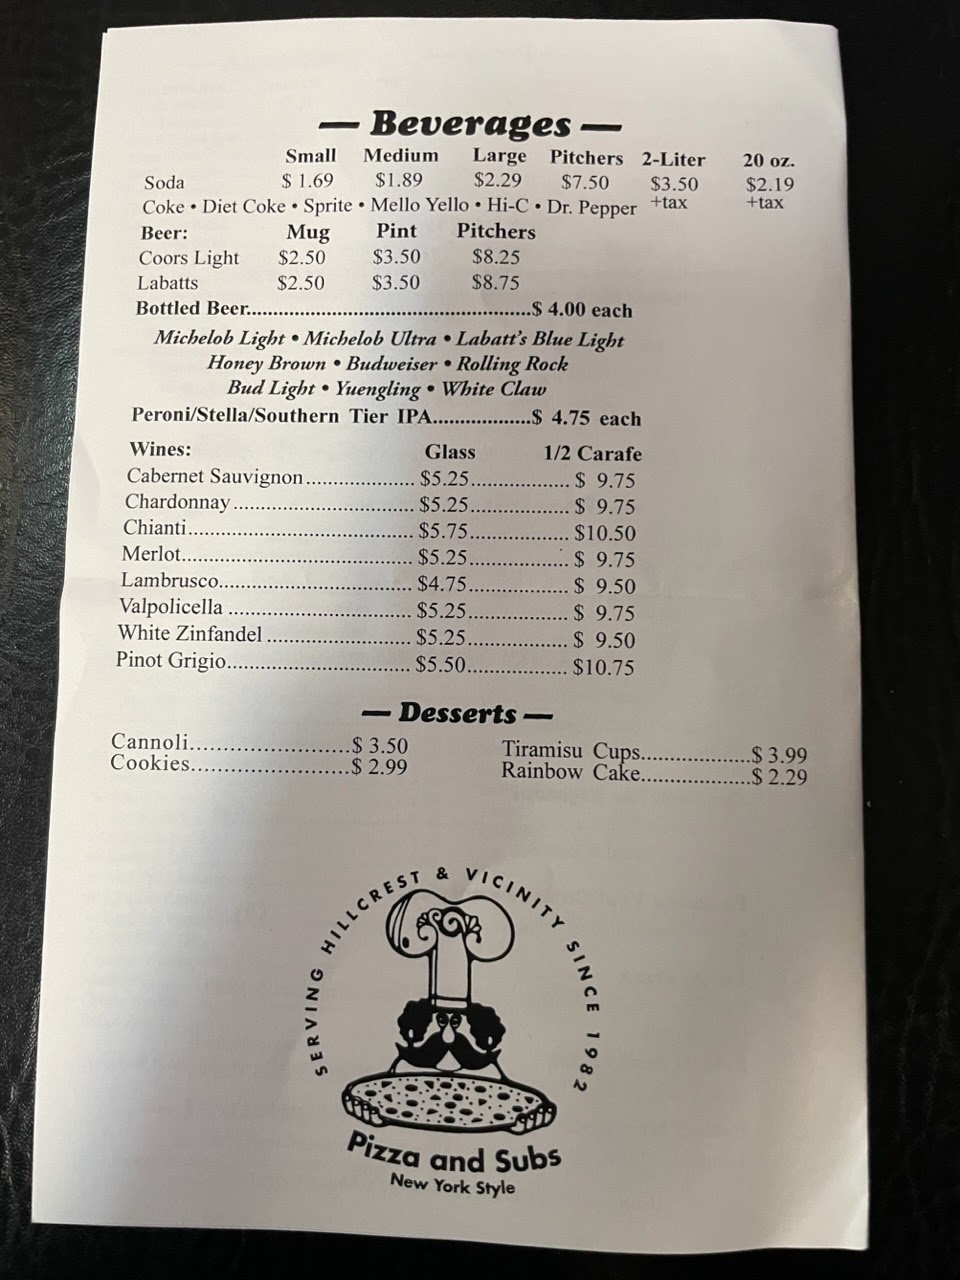 — Beverages —
Small Medium Large Pitchers 2-Liter 20 oz.
Soda $ 1.69 $1.89 $2.29 $7.50 $3.50 $2.19
Coke • Diet Coke • Sprite • Mello Yello • Hi-C • Dr. Pepper +tax +tax
Beer: Mug Pint Pitchers
Coors Light $2.50 $3.50 $8.25
Labatts $2.50 $3.50 $8.75
Bottled Beer......................................................$ 4.00 each
Michelob Light • Michelob Ultra • Labatt's Blue Light
Honey Brown • Budweiser • Rolling Rock
Bud Light • Yuengling • White Claw
Peroni/Stella/Southern Tier IPA...................$ 4.75 each
Wines: Glass 1/2 Carafe
Cabernet Sauvignon..................... $5.25................... $ 9.75
Chardonnay................................... $5.25................... $ 9.75
Chianti........................................... $5.75................... $10.50
Merlot............................................ $5.25................... $ 9.75
Lambrusco..................................... $4.75................... $ 9.50
Valpolicella ................................... $5.25................... $ 9.75
White Zinfandel ............................ $5.25................... $ 9.50
Pinot Grigio................................... $5.50................... $10.75
— Desserts —
Cannoli..........................$ 3.50 Tiramisu Cups...................$ 3.99
Cookies..........................$ 2.99 Rainbow Cake...................$ 2.29
SERVING HILLCREST & VICINITY SINCE 1982
Pizza and Subs
New York Style